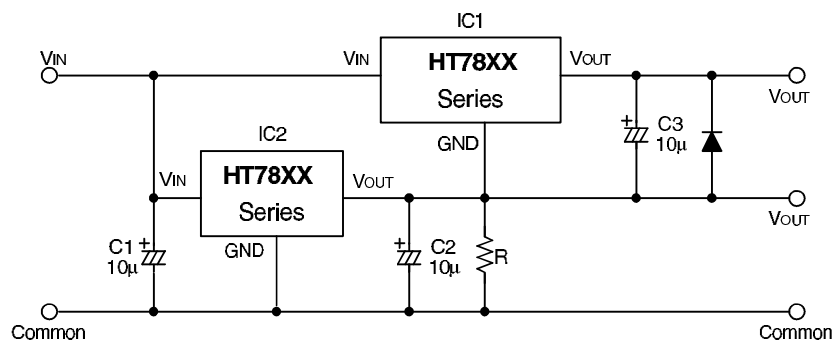 IC1
VIN
VIN
HT78XX
Series
VOUT
VOUT
GND
C3
10μ
IC2
VIN
HT78XX
Series
VOUT
VOUT
GND
C1
10μ
C2
10μ
R
Common
Common
+
+
+